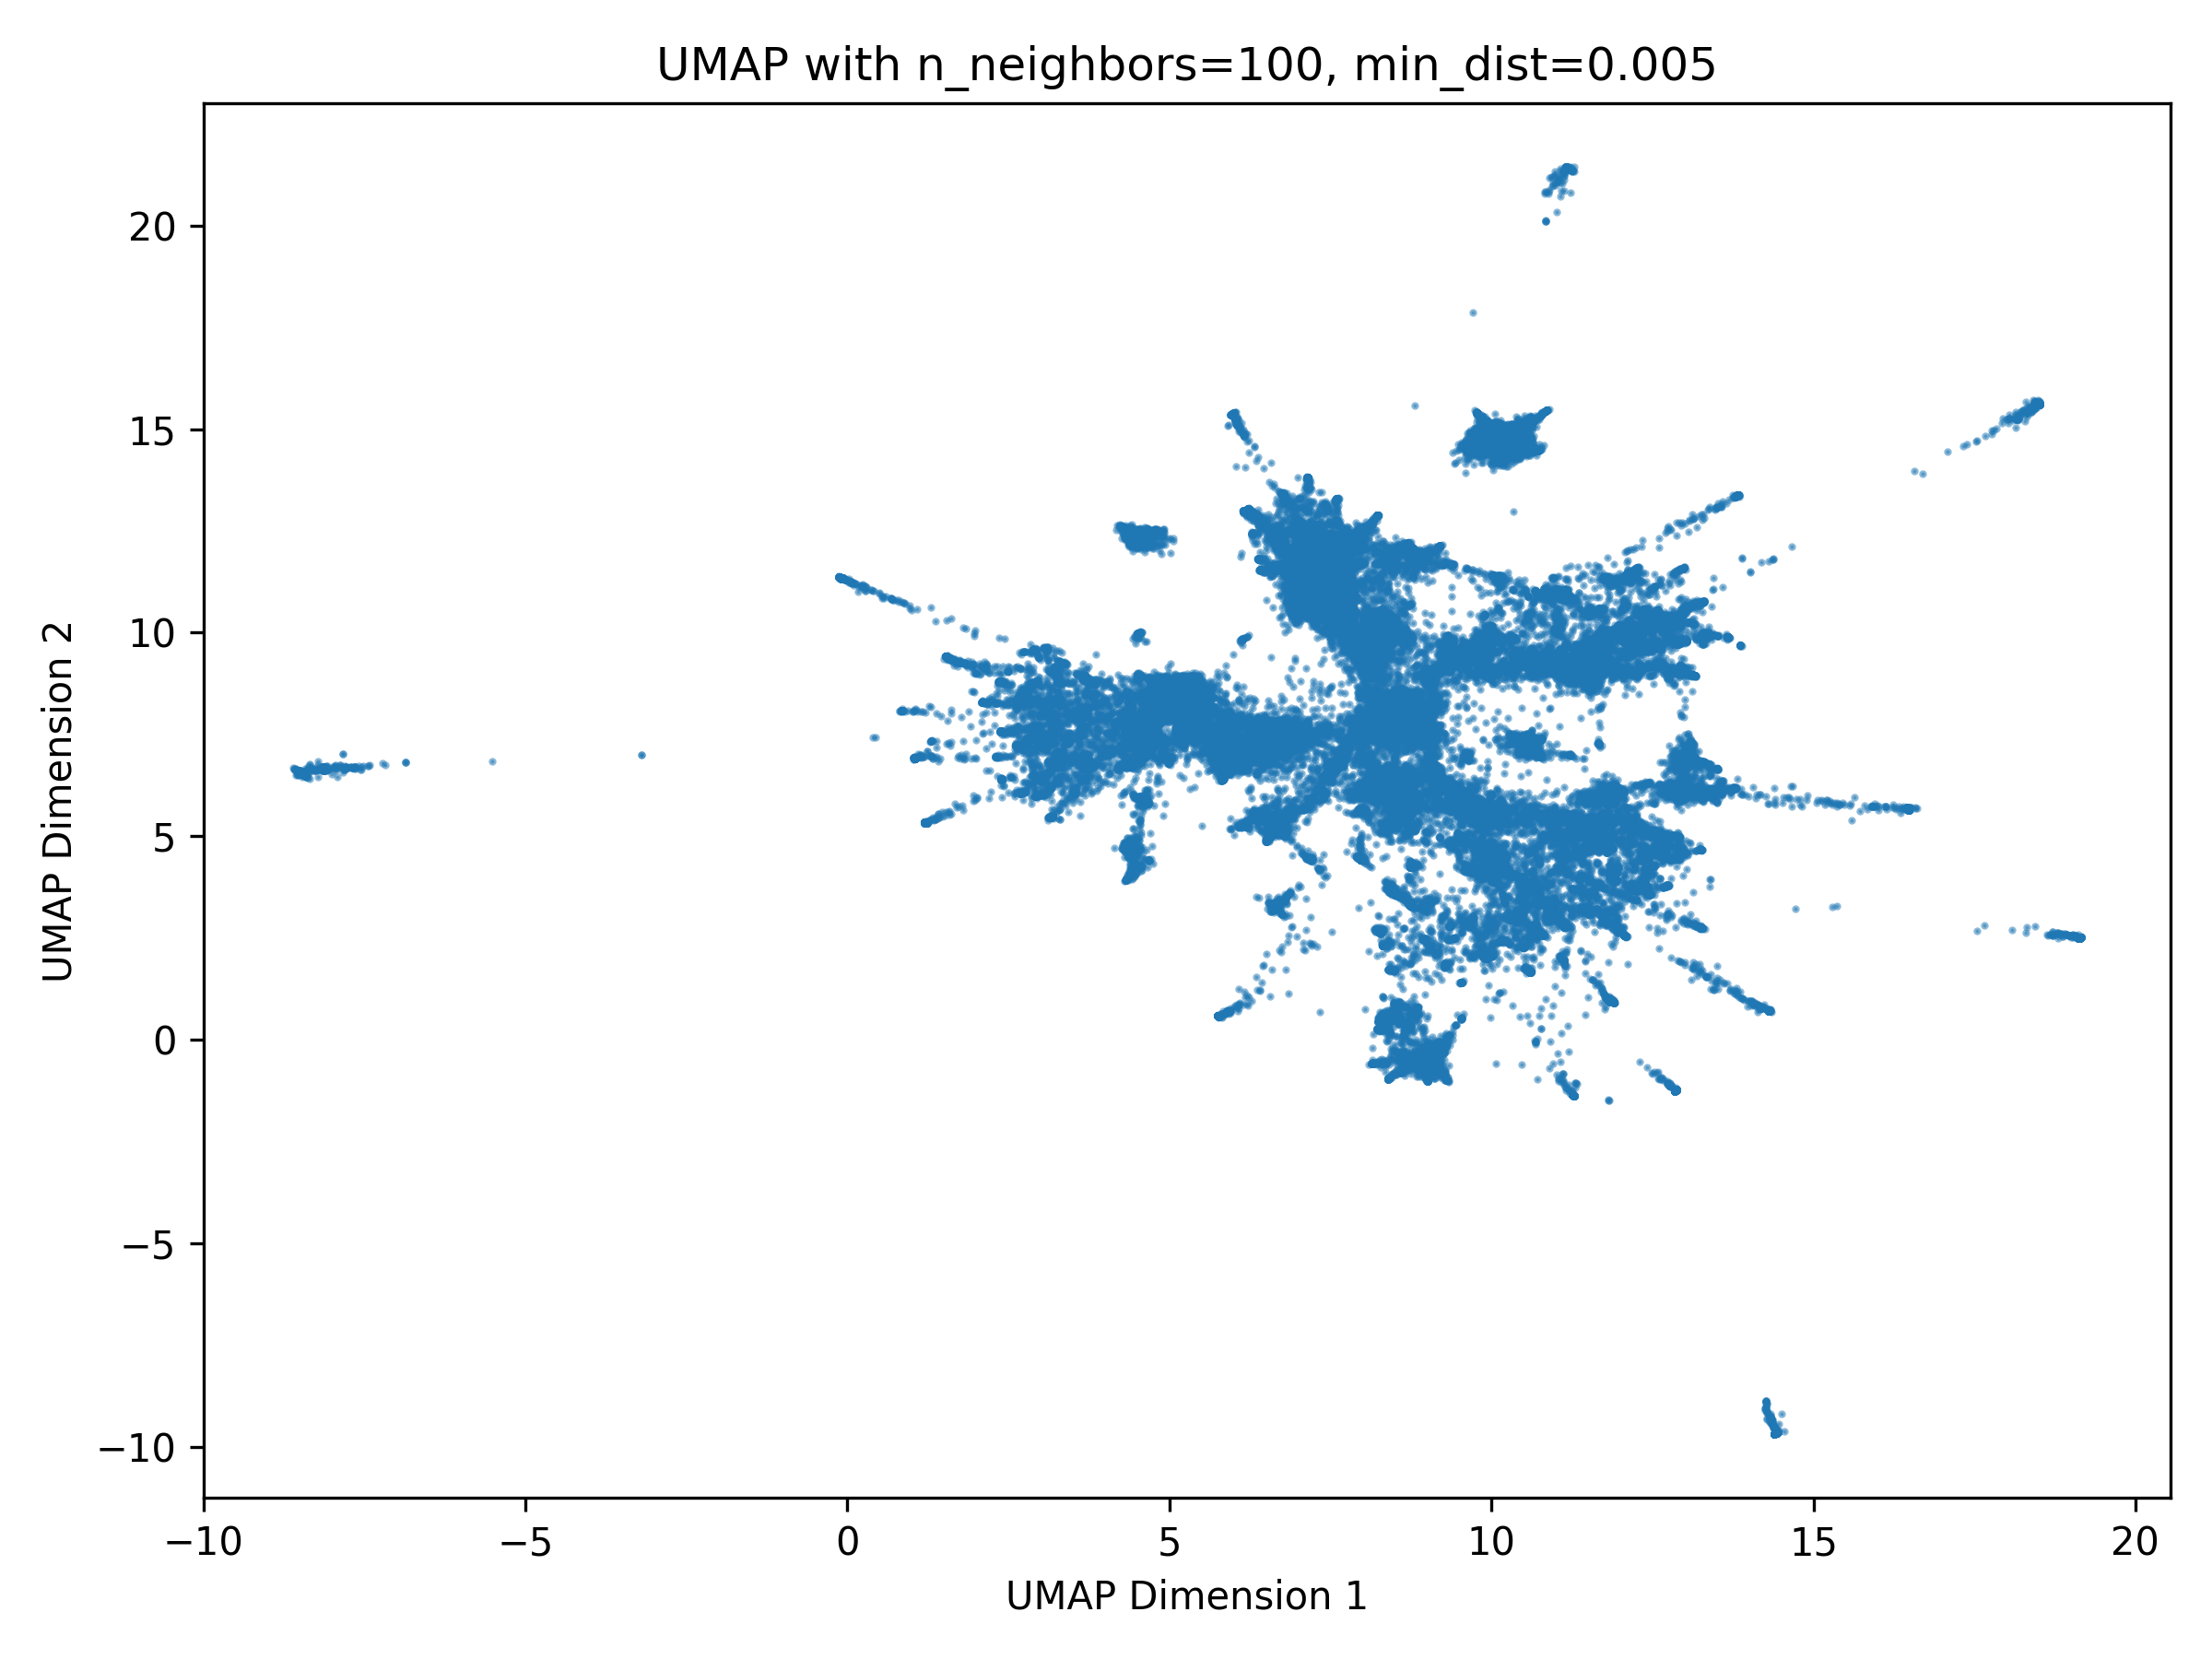 UMAP with n_neighbors=100, min_dist=0.005
20
15
10
5
0
−5
−10
UMAP Dimension 2
−10 −5 0 5 10 15 20
UMAP Dimension 1